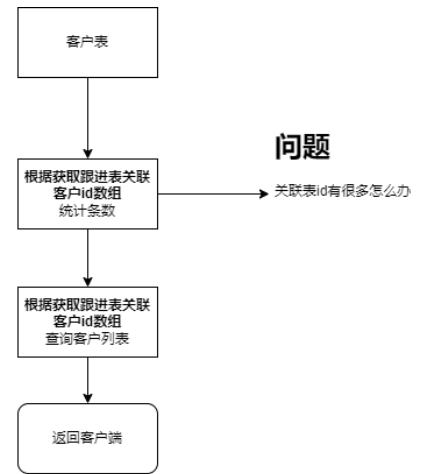 客户表
问题
根据获取跟进表关联
客户id数组
统计条数
关联表id有很多怎么办
根据获取跟进表关联
客户id数组
查询客户列表
返回客户端